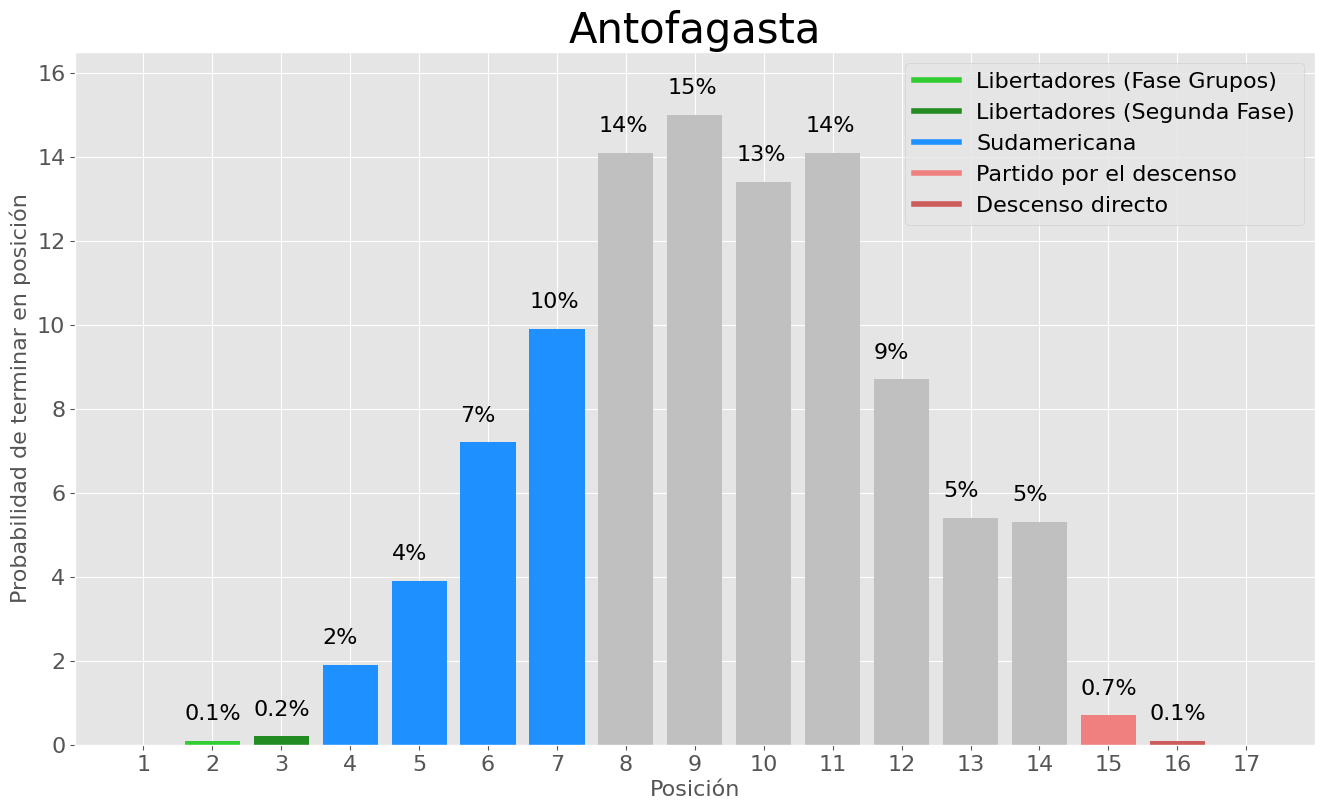 Antofagasta
Libertadores (Fase Grupos)
Libertadores (Segunda Fase)
Sudamericana
Partido por el descenso
Descenso directo
Probabilidad de terminar en posición
16
14
12
10
8
6
4
2
0
0.1%
0.2%
2%
4%
7%
10%
14%
15%
13%
14%
9%
5%
5%
0.7%
0.1%
1 2 3 4 5 6 7 8 9 10 11 12 13 14 15 16 17
Posición